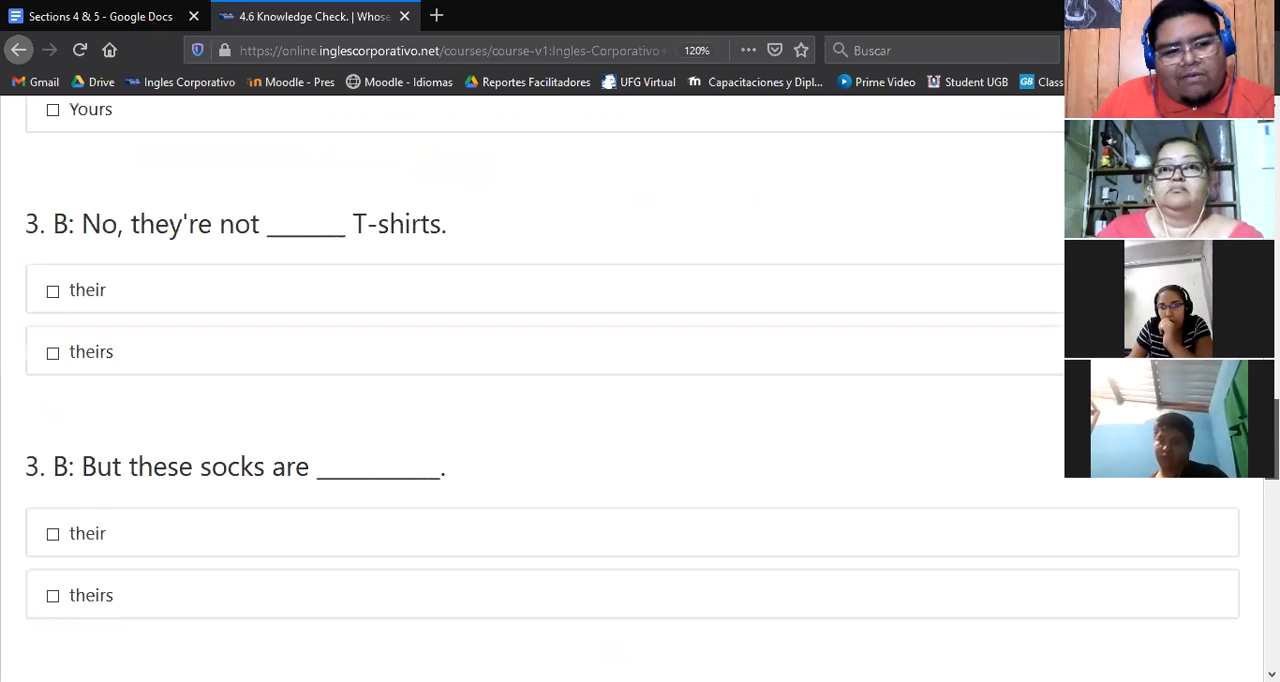 Sections 4 & 5 - Google Docs
4.6 Knowledge Check. | Whose
https://online.inglescorporativo.net/courses/course-v1:Ingles-Corporativo
120%
Buscar
Gmail Drive Ingles Corporativo Moodle - Pres Moodle - Idiomas Reportes Facilitadores UFG Virtual Capacitaciones y Dipl... Prime Video Student UGB Class
Yours
3. B: No, they're not ______ T-shirts.
their
theirs
3. B: But these socks are __________.
their
theirs